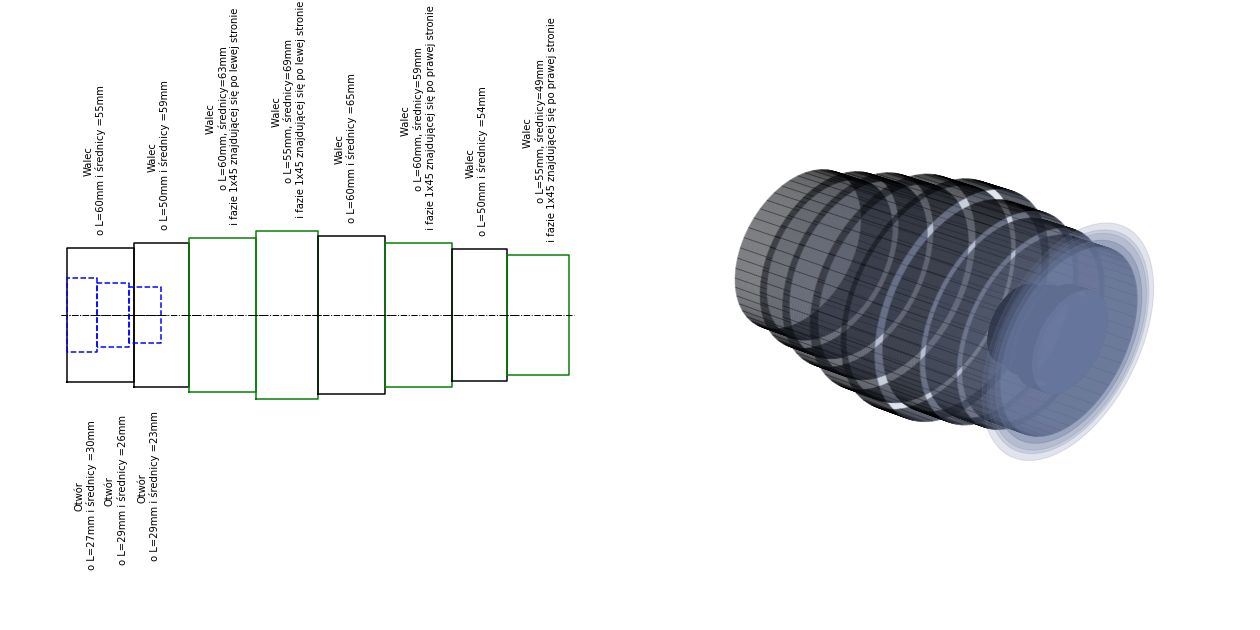 Walec
o L=60mm i średnicy =55mm
Walec
o L=50mm i średnicy =59mm
Walec
o L=60mm, średnicy=63mm
i fazie 1x45 znajdującej się po lewej stronie
Walec
o L=55mm, średnicy=69mm
i fazie 1x45 znajdującej się po lewej stronie
Walec
o L=60mm i średnicy =65mm
Walec
o L=60mm, średnicy=59mm
i fazie 1x45 znajdującej się po prawej stronie
Walec
o L=50mm i średnicy =54mm
Walec
o L=55mm, średnicy=49mm
i fazie 1x45 znajdującej się po prawej stronie
Otwór
o L=27mm i średnicy =30mm
Otwór
o L=29mm i średnicy =26mm
Otwór
o L=29mm i średnicy =23mm